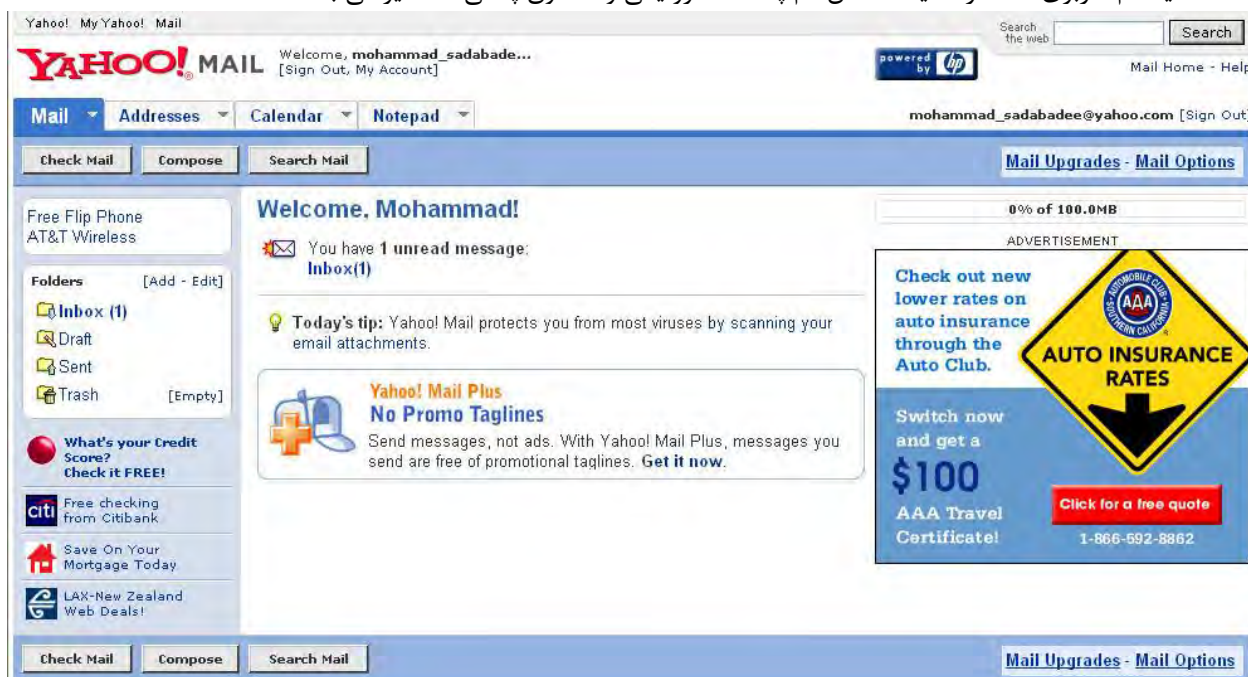 Yahoo! My Yahoo! Mail
Search the web
Search
YAHOO! MAIL
Welcome, mohammad_sadabade...
[Sign Out, My Account]
powered by hp
Mail Home - Help
Mail Addresses Calendar Notepad
mohammad_sadabadee@yahoo.com [Sign Out]
Check Mail Compose Search Mail
Mail Upgrades - Mail Options
Free Flip Phone
AT&T Wireless
Folders [Add - Edit]
Inbox (1)
Draft
Sent
Trash [Empty]
What's your Credit
Score?
Check it FREE!
citi
Free checking
from Citibank
Save On Your
Mortgage Today
LAX-New Zealand
Web Deals!
Welcome, Mohammad!
You have 1 unread message:
Inbox(1)
Today's tip: Yahoo! Mail protects you from most viruses by scanning your
email attachments.
Yahoo! Mail Plus
No Promo Taglines
Send messages, not ads. With Yahoo! Mail Plus, messages you
send are free of promotional taglines. Get it now.
0% of 100.0MB
ADVERTISEMENT
Check out new
lower rates on
auto insurance
through the
Auto Club.
AUTOMOBILE CLUB
AAA
SOUTHERN CALIFORNIA
AUTO INSURANCE
RATES
Switch now
and get a
$100
AAA Travel
Certificate!
Click for a free quote
1-866-592-8862
Check Mail Compose Search Mail
Mail Upgrades - Mail Options